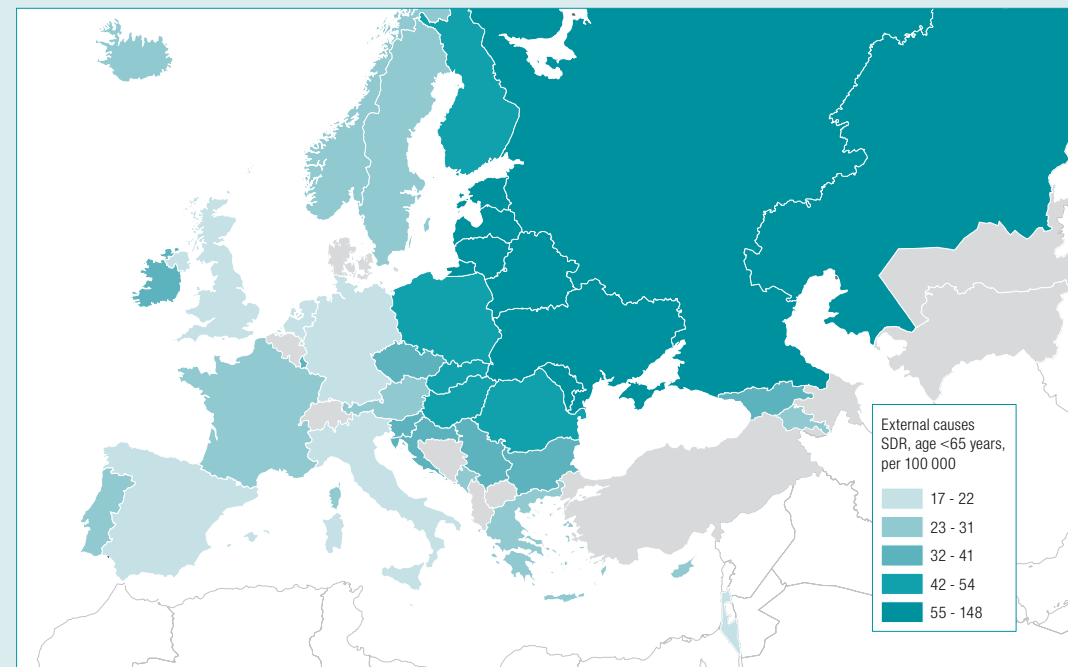 External causes
SDR, age <65 years,
per 100 000
17 - 22
23 - 31
32 - 41
42 - 54
55 - 148